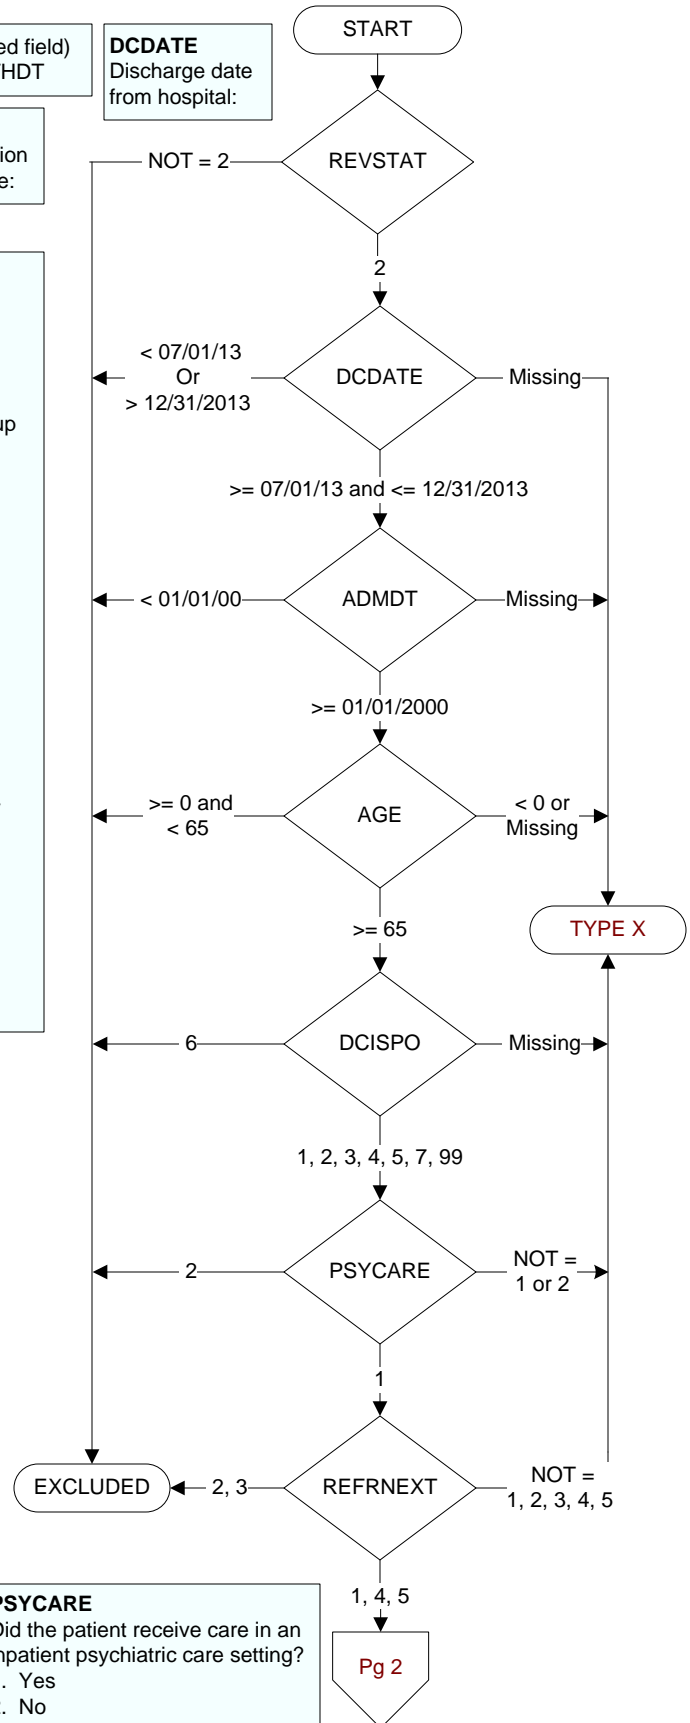 START
ed field)
HDT
DCDATE
Discharge date
from hospital:
ion
e:
NOT = 2
REVSTAT
2
< 07/01/13
Or
> 12/31/2013
DCDATE
Missing
up
>= 07/01/13 and <= 12/31/2013
< 01/01/00
ADMDT
Missing
>= 01/01/2000
>= 0 and
< 65
AGE
< 0 or
Missing
>= 65
TYPE X
6
DCISPO
Missing
1, 2, 3, 4, 5, 7, 99
2
PSYCARE
NOT =
1 or 2
1
EXCLUDED
2, 3
REFRNEXT
NOT =
1, 2, 3, 4, 5
1, 4, 5
Pg 2
PSYCARE
Did the patient receive care in an
inpatient psychiatric care setting?
. Yes
. No